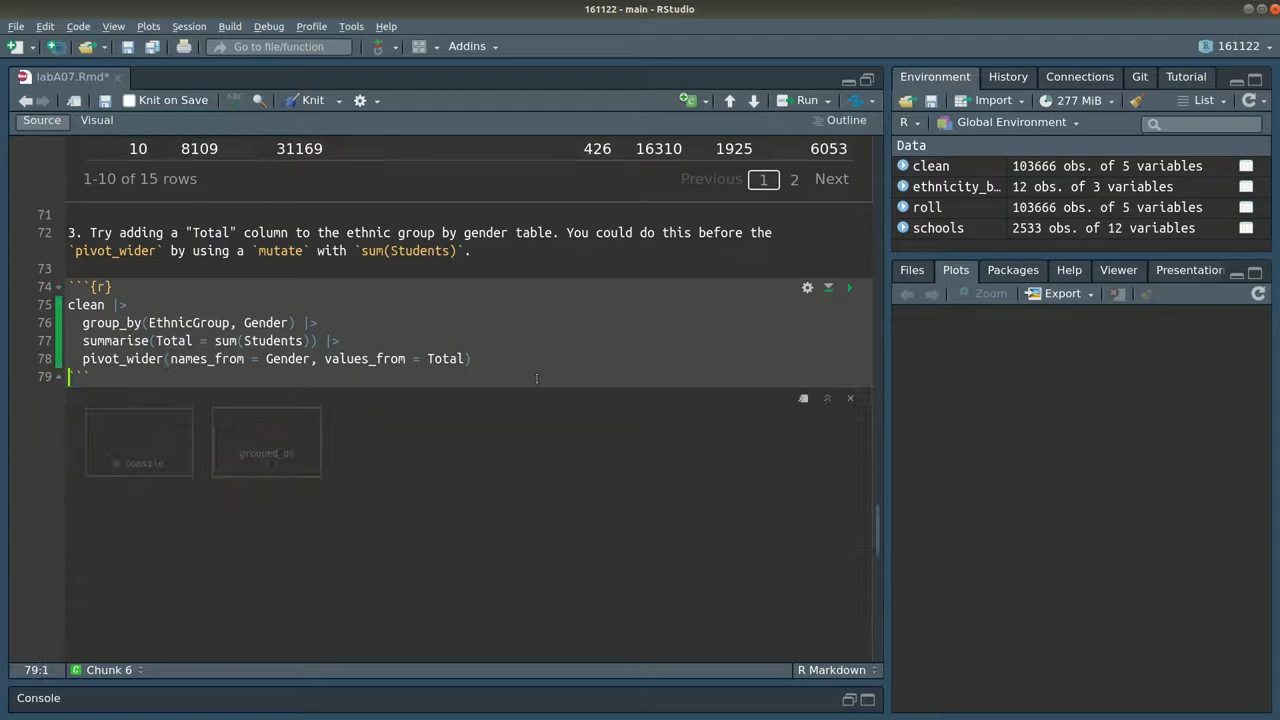 161122 - main - RStudio
File Edit Code View Plots Session Build Debug Profile Tools Help
Go to file/function Addins 161122
labA07.Rmd*
Knit on Save ABC Knit Run
Source Visual Outline
10 8109 31169 426 16310 1925 6053
1-10 of 15 rows Previous 1 2 Next
71
72 3. Try adding a "Total" column to the ethnic group by gender table. You could do this before the
`pivot_wider` by using a `mutate` with `sum(Students)`.
73
74 ```{r}
75 clean |>
76 group_by(EthnicGroup, Gender) |>
77 summarise(Total = sum(Students)) |>
78 pivot_wider(names_from = Gender, values_from = Total)
79 ```
R Console grouped_df
79:1 Chunk 6 R Markdown
Console
Environment History Connections Git Tutorial
Import 277 MiB List
R Global Environment
Data
clean 103666 obs. of 5 variables
ethnicity_b… 12 obs. of 3 variables
roll 103666 obs. of 5 variables
schools 2533 obs. of 12 variables
Files Plots Packages Help Viewer Presentation
Zoom Export